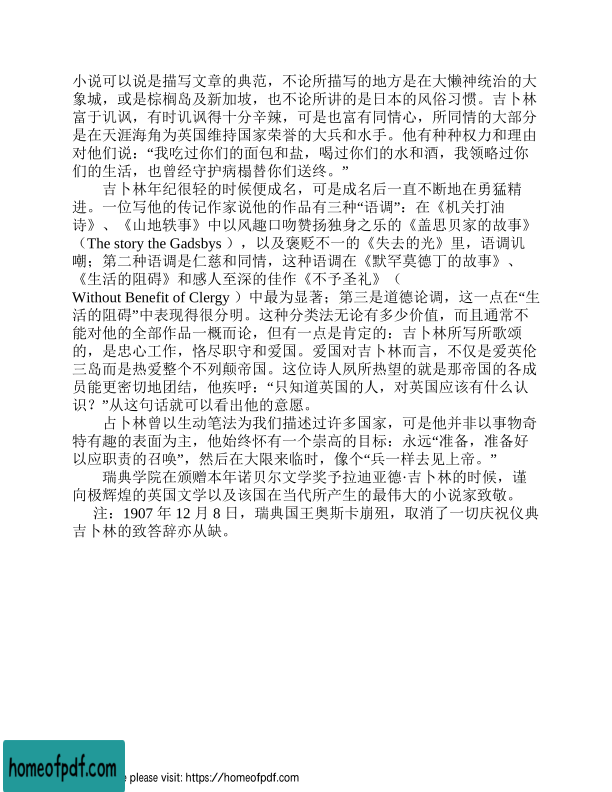 小说可以说是描写文章的典范，不论所描写的地方是在大懒神统治的大
象城，或是棕榈岛及新加坡，也不论所讲的是日本的风俗习惯。吉卜林
富于讥讽，有时讥讽得十分辛辣，可是也富有同情心，所同情的大部分
是在天涯海角为英国维持国家荣誉的大兵和水手。他有种种权力和理由
对他们说：“我吃过你们的面包和盐，喝过你们的水和酒，我领略过你
们的生活，也曾经守护病榻替你们送终。”
吉卜林年纪很轻的时候便成名，可是成名后一直不断地在勇猛精
进。一位写他的传记作家说他的作品有三种“语调”：在《机关打油
诗》、《山地轶事》中以风趣口吻赞扬独身之乐的《盖思贝家的故事》
（The story the Gadsbys ），以及褒贬不一的《失去的光》里，语调讥
嘲；第二种语调是仁慈和同情，这种语调在《默罕莫德丁的故事》、
《生活的阻碍》和感人至深的佳作《不予圣礼》（
Without Benefit of Clergy ）中最为显著；第三是道德论调，这一点在“生
活的阻碍”中表现得很分明。这种分类法无论有多少价值，而且通常不
能对他的全部作品一概而论，但有一点是肯定的：吉卜林所写所歌颂
的，是忠心工作，恪尽职守和爱国。爱国对吉卜林而言，不仅是爱英伦
三岛而是热爱整个不列颠帝国。这位诗人夙所热望的就是那帝国的各成
员能更密切地团结，他疾呼：“只知道英国的人，对英国应该有什么认
识？”从这句话就可以看出他的意愿。
占卜林曾以生动笔法为我们描述过许多国家，可是他并非以事物奇
特有趣的表面为主，他始终怀有一个崇高的目标：永远“准备，准备好
以应职责的召唤”，然后在大限来临时，像个“兵一样去见上帝。”
瑞典学院在颁赠本年诺贝尔文学奖予拉迪亚德·吉卜林的时候，谨
向极辉煌的英国文学以及该国在当代所产生的最伟大的小说家致敬。
注：1907 年 12 月 8 日，瑞典国王奥斯卡崩殂，取消了一切庆祝仪典
吉卜林的致答辞亦从缺。
homeofpdf.com
please visit: https://homeofpdf.com